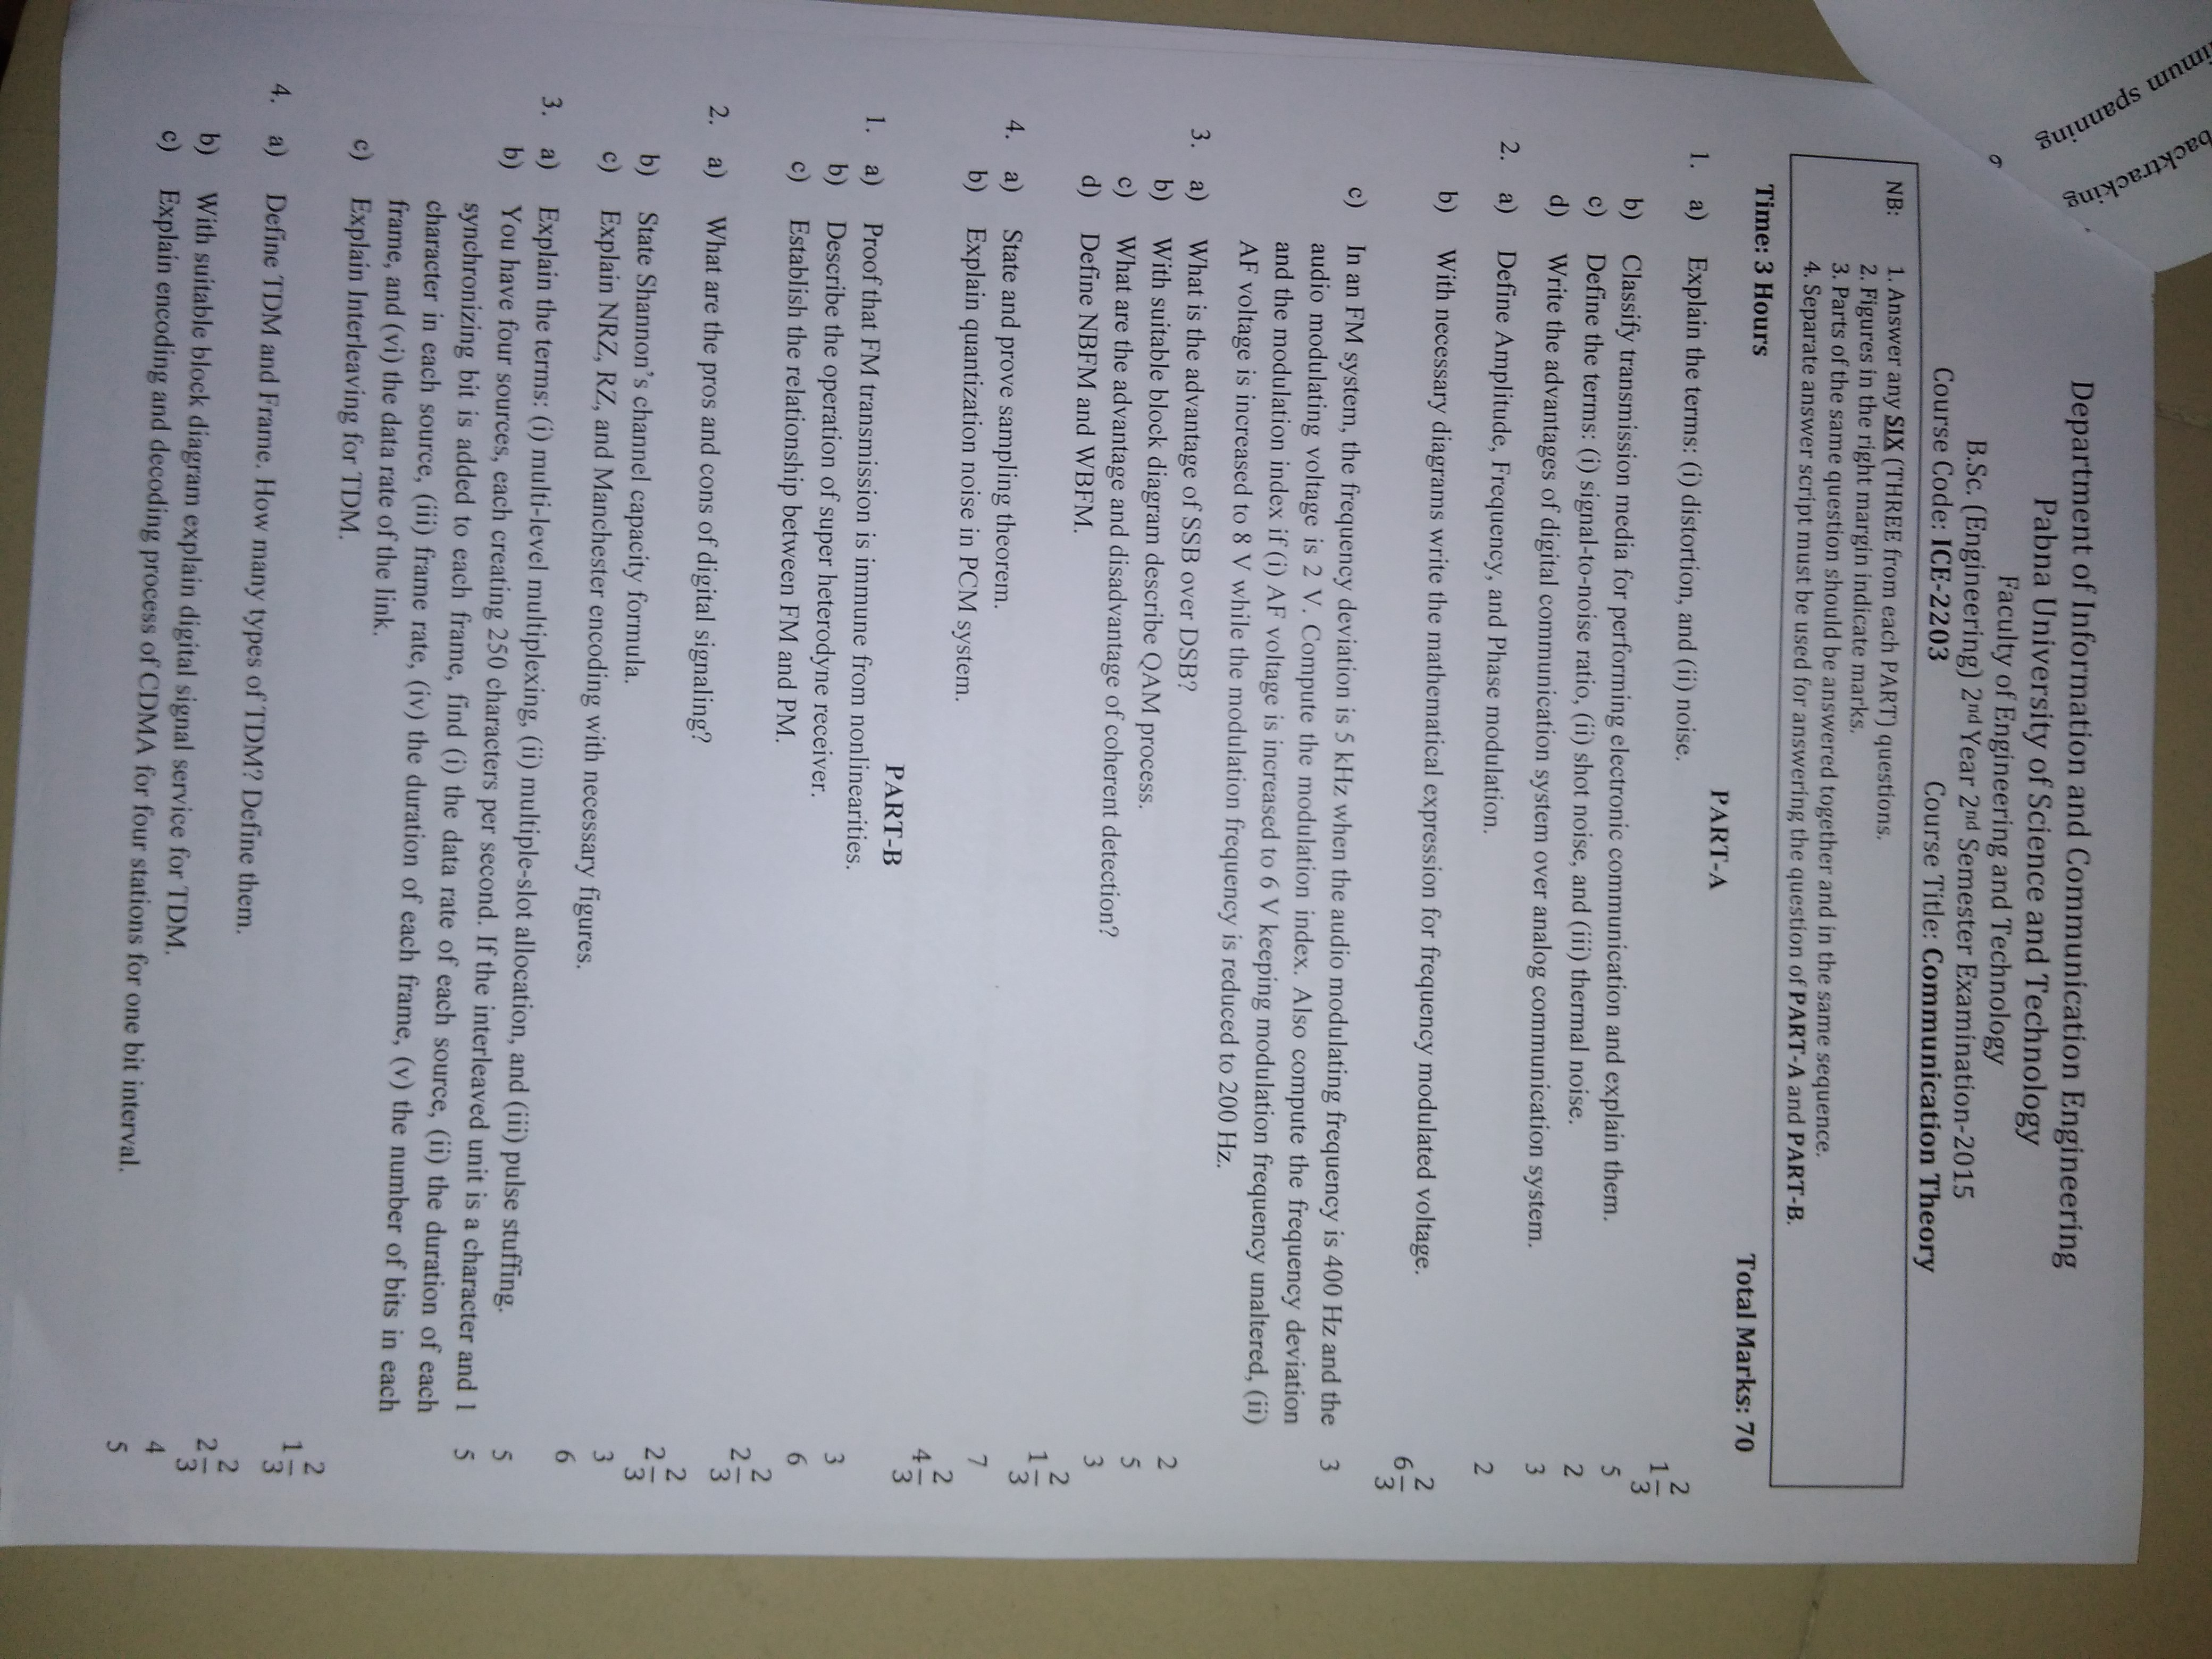 Department of Information and Communication Engineering
Pabna University of Science and Technology
Faculty of Engineering and Technology
B.Sc. (Engineering) 2nd Year 2nd Semester Examination-2015
Course Code: ICE-2203 Course Title: Communication Theory
NB: 1. Answer any SIX (THREE from each PART) questions.
2. Figures in the right margin indicate marks.
3. Parts of the same question should be answered together and in the same sequence.
4. Separate answer script must be used for answering the question of PART-A and PART-B.
Time: 3 Hours Total Marks: 70
PART-A
1. a) Explain the terms: (i) distortion, and (ii) noise. 1 2/3
b) Classify transmission media for performing electronic communication and explain them. 5
c) Define the terms: (i) signal-to-noise ratio, (ii) shot noise, and (iii) thermal noise. 2
d) Write the advantages of digital communication system over analog communication system. 3
2. a) Define Amplitude, Frequency, and Phase modulation. 2
b) With necessary diagrams write the mathematical expression for frequency modulated voltage. 6 2/3
c) In an FM system, the frequency deviation is 5 kHz when the audio modulating frequency is 400 Hz and the 3
audio modulating voltage is 2 V. Compute the modulation index. Also compute the frequency deviation
and the modulation index if (i) AF voltage is increased to 6 V keeping modulation frequency unaltered, (ii)
AF voltage is increased to 8 V while the modulation frequency is reduced to 200 Hz.
3. a) What is the advantage of SSB over DSB? 2
b) With suitable block diagram describe QAM process. 5
c) What are the advantage and disadvantage of coherent detection? 3
d) Define NBFM and WBFM. 1 2/3
4. a) State and prove sampling theorem. 7
b) Explain quantization noise in PCM system. 4 2/3
PART-B
1. a) Proof that FM transmission is immune from nonlinearities. 3
b) Describe the operation of super heterodyne receiver. 6
c) Establish the relationship between FM and PM. 2 2/3
2. a) What are the pros and cons of digital signaling? 2 2/3
b) State Shannon's channel capacity formula. 3
c) Explain NRZ, RZ, and Manchester encoding with necessary figures. 6
3. a) Explain the terms: (i) multi-level multiplexing, (ii) multiple-slot allocation, and (iii) pulse stuffing. 5
b) You have four sources, each creating 250 characters per second. If the interleaved unit is a character and 1 5
synchronizing bit is added to each frame, find (i) the data rate of each source, (ii) the duration of each
character in each source, (iii) frame rate, (iv) the duration of each frame, (v) the number of bits in each
frame, and (vi) the data rate of the link.
c) Explain Interleaving for TDM. 1 2/3
4. a) Define TDM and Frame. How many types of TDM? Define them. 2 2/3
b) With suitable block diagram explain digital signal service for TDM. 4
c) Explain encoding and decoding process of CDMA for four stations for one bit interval. 5
backtracking
spanning